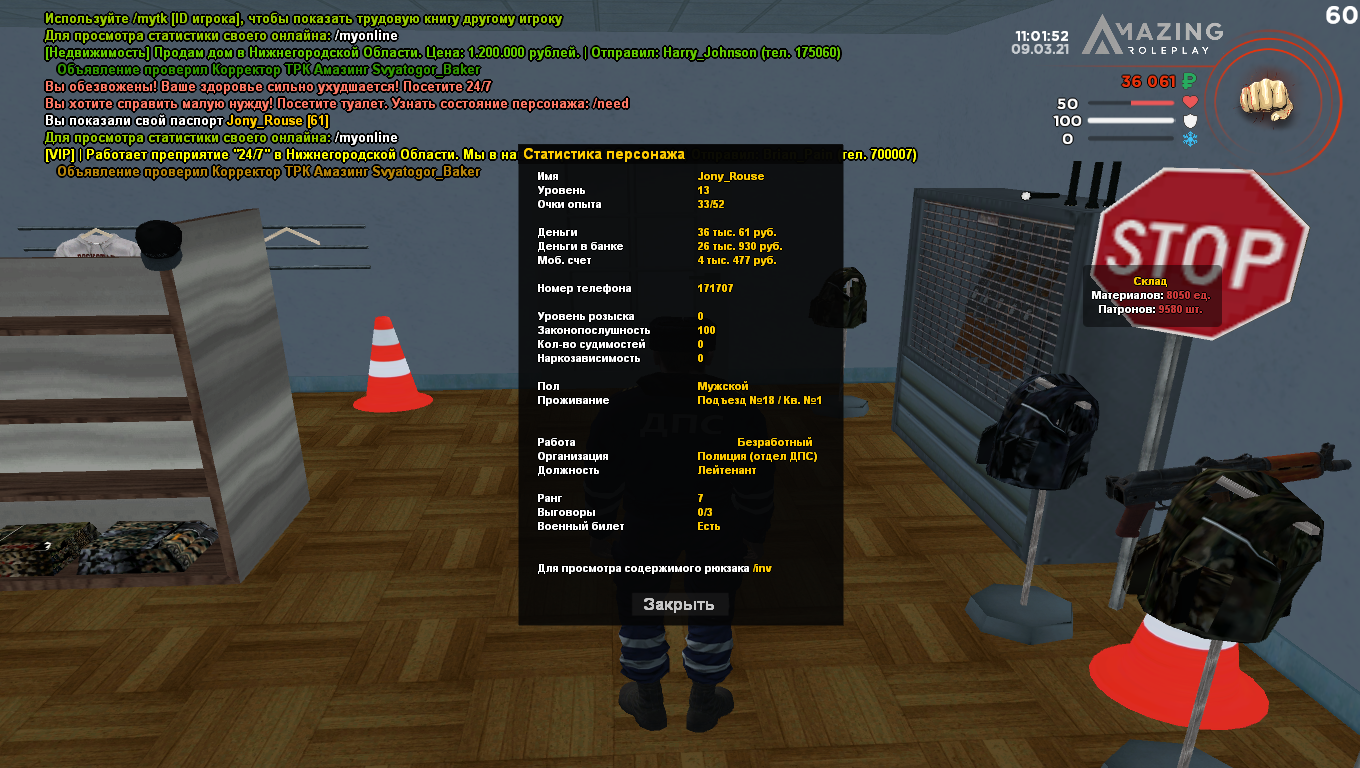 Используйте /mytk [ID игрока], чтобы показать трудовую книгу другому игроку
Для просмотра статистики своего онлайна: /myonline
[Недвижимость] Продам дом в Нижнегородской Области. Цена: 1.200.000 рублей. | Отправил: Harry_Johnson (тел. 175060)
Объявление проверил Корректор ТРК Амазинг Svyatogor_Baker
Вы обезвожены! Ваше здоровье сильно ухудшается! Посетите 24/7
Вы хотите справить малую нужду! Посетите туалет. Узнать состояние персонажа: /need
Вы показали свой паспорт Jony_Rouse [61]
Для просмотра статистики своего онлайна: /myonline
[VIP] | Работает преприятие "24/7" в Нижнегородской Области. Мы в на тел. 700007)
Объявление проверил Корректор ТРК Амазинг Svyatogor_Baker
60
11:01:52
09.03.21
AMAZING
ROLEPLAY
36 061 ₽
50
100
0
Статистика персонажа
Имя Jony_Rouse
Уровень 13
Очки опыта 33/52
Деньги 36 тыс. 61 руб.
Деньги в банке 26 тыс. 930 руб.
Моб. счет 4 тыс. 477 руб.
Номер телефона 171707
Уровень розыска 0
Законопослушность 100
Кол-во судимостей 0
Наркозависимость 0
Пол Мужской
Проживание Подъезд №18 / Кв. №1
Работа Безработный
Организация Полиция (отдел ДПС)
Должность Лейтенант
Ранг 7
Выговоры 0/3
Военный билет Есть
Для просмотра содержимого рюкзака /inv
Закрыть
ДПС
STOP
Склад
Материалов: 8050 ед.
Патронов: 9580 шт.